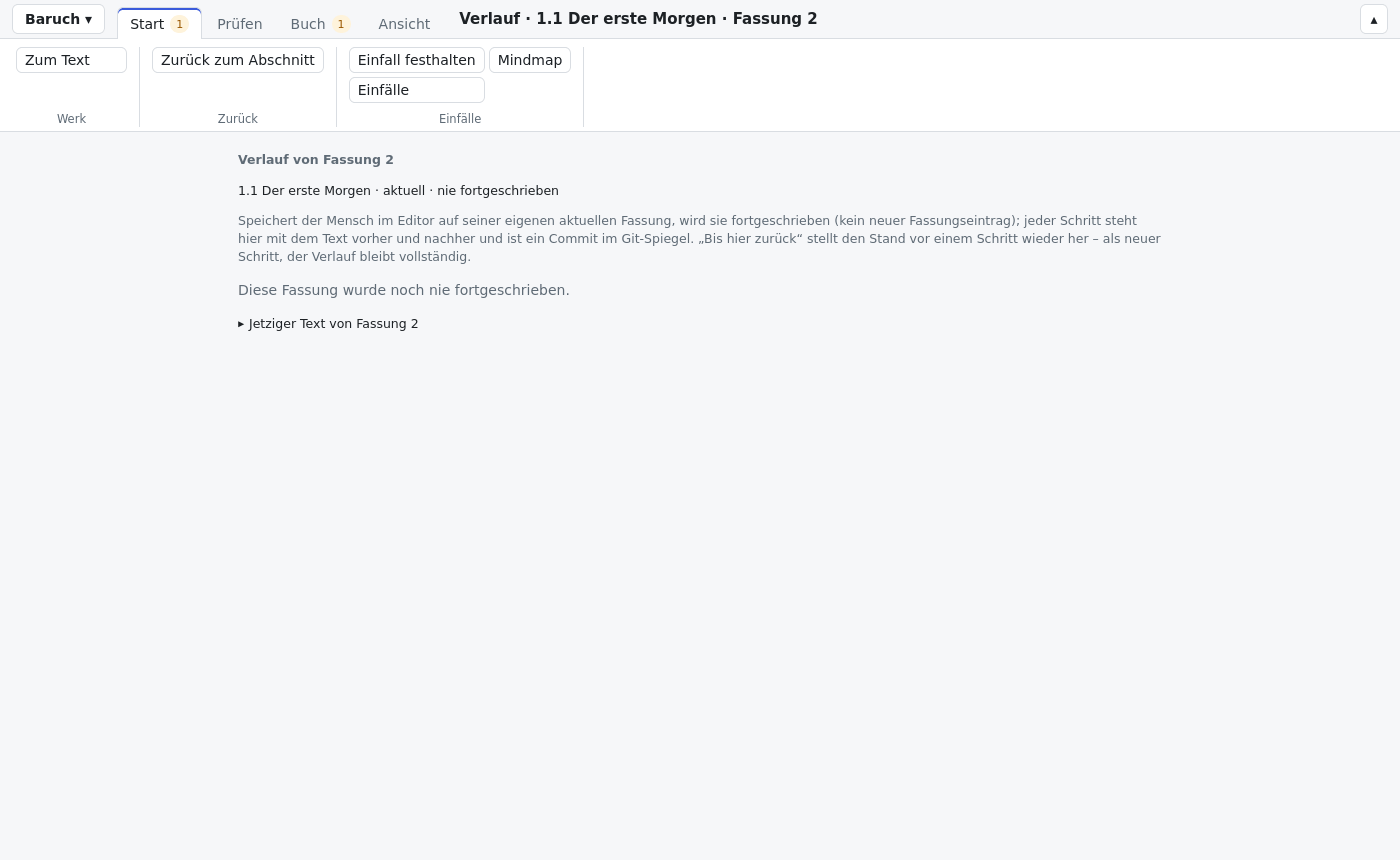 Baruch ▾
Start 1
Prüfen
Buch 1
Ansicht
Verlauf · 1.1 Der erste Morgen · Fassung 2
▴
Zum Text
Zurück zum Abschnitt
Einfall festhalten
Mindmap
Einfälle
Werk
Zurück
Einfälle
Verlauf von Fassung 2
1.1 Der erste Morgen · aktuell · nie fortgeschrieben
Speichert der Mensch im Editor auf seiner eigenen aktuellen Fassung, wird sie fortgeschrieben (kein neuer Fassungseintrag); jeder Schritt steht
hier mit dem Text vorher und nachher und ist ein Commit im Git-Spiegel. „Bis hier zurück“ stellt den Stand vor einem Schritt wieder her – als neuer
Schritt, der Verlauf bleibt vollständig.
Diese Fassung wurde noch nie fortgeschrieben.
▸ Jetziger Text von Fassung 2